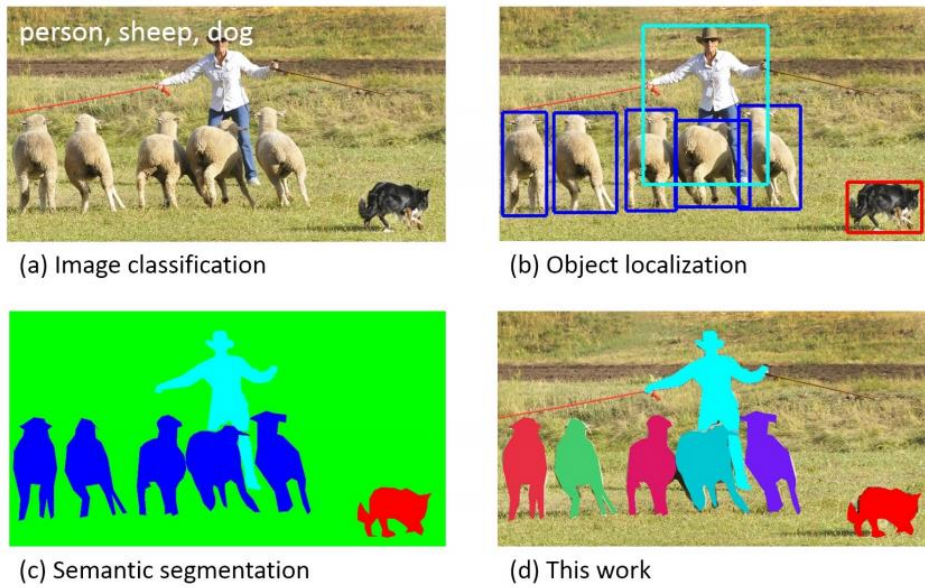 person, sheep, dog
(a) Image classification
(b) Object localization
(c) Semantic segmentation
(d) This work